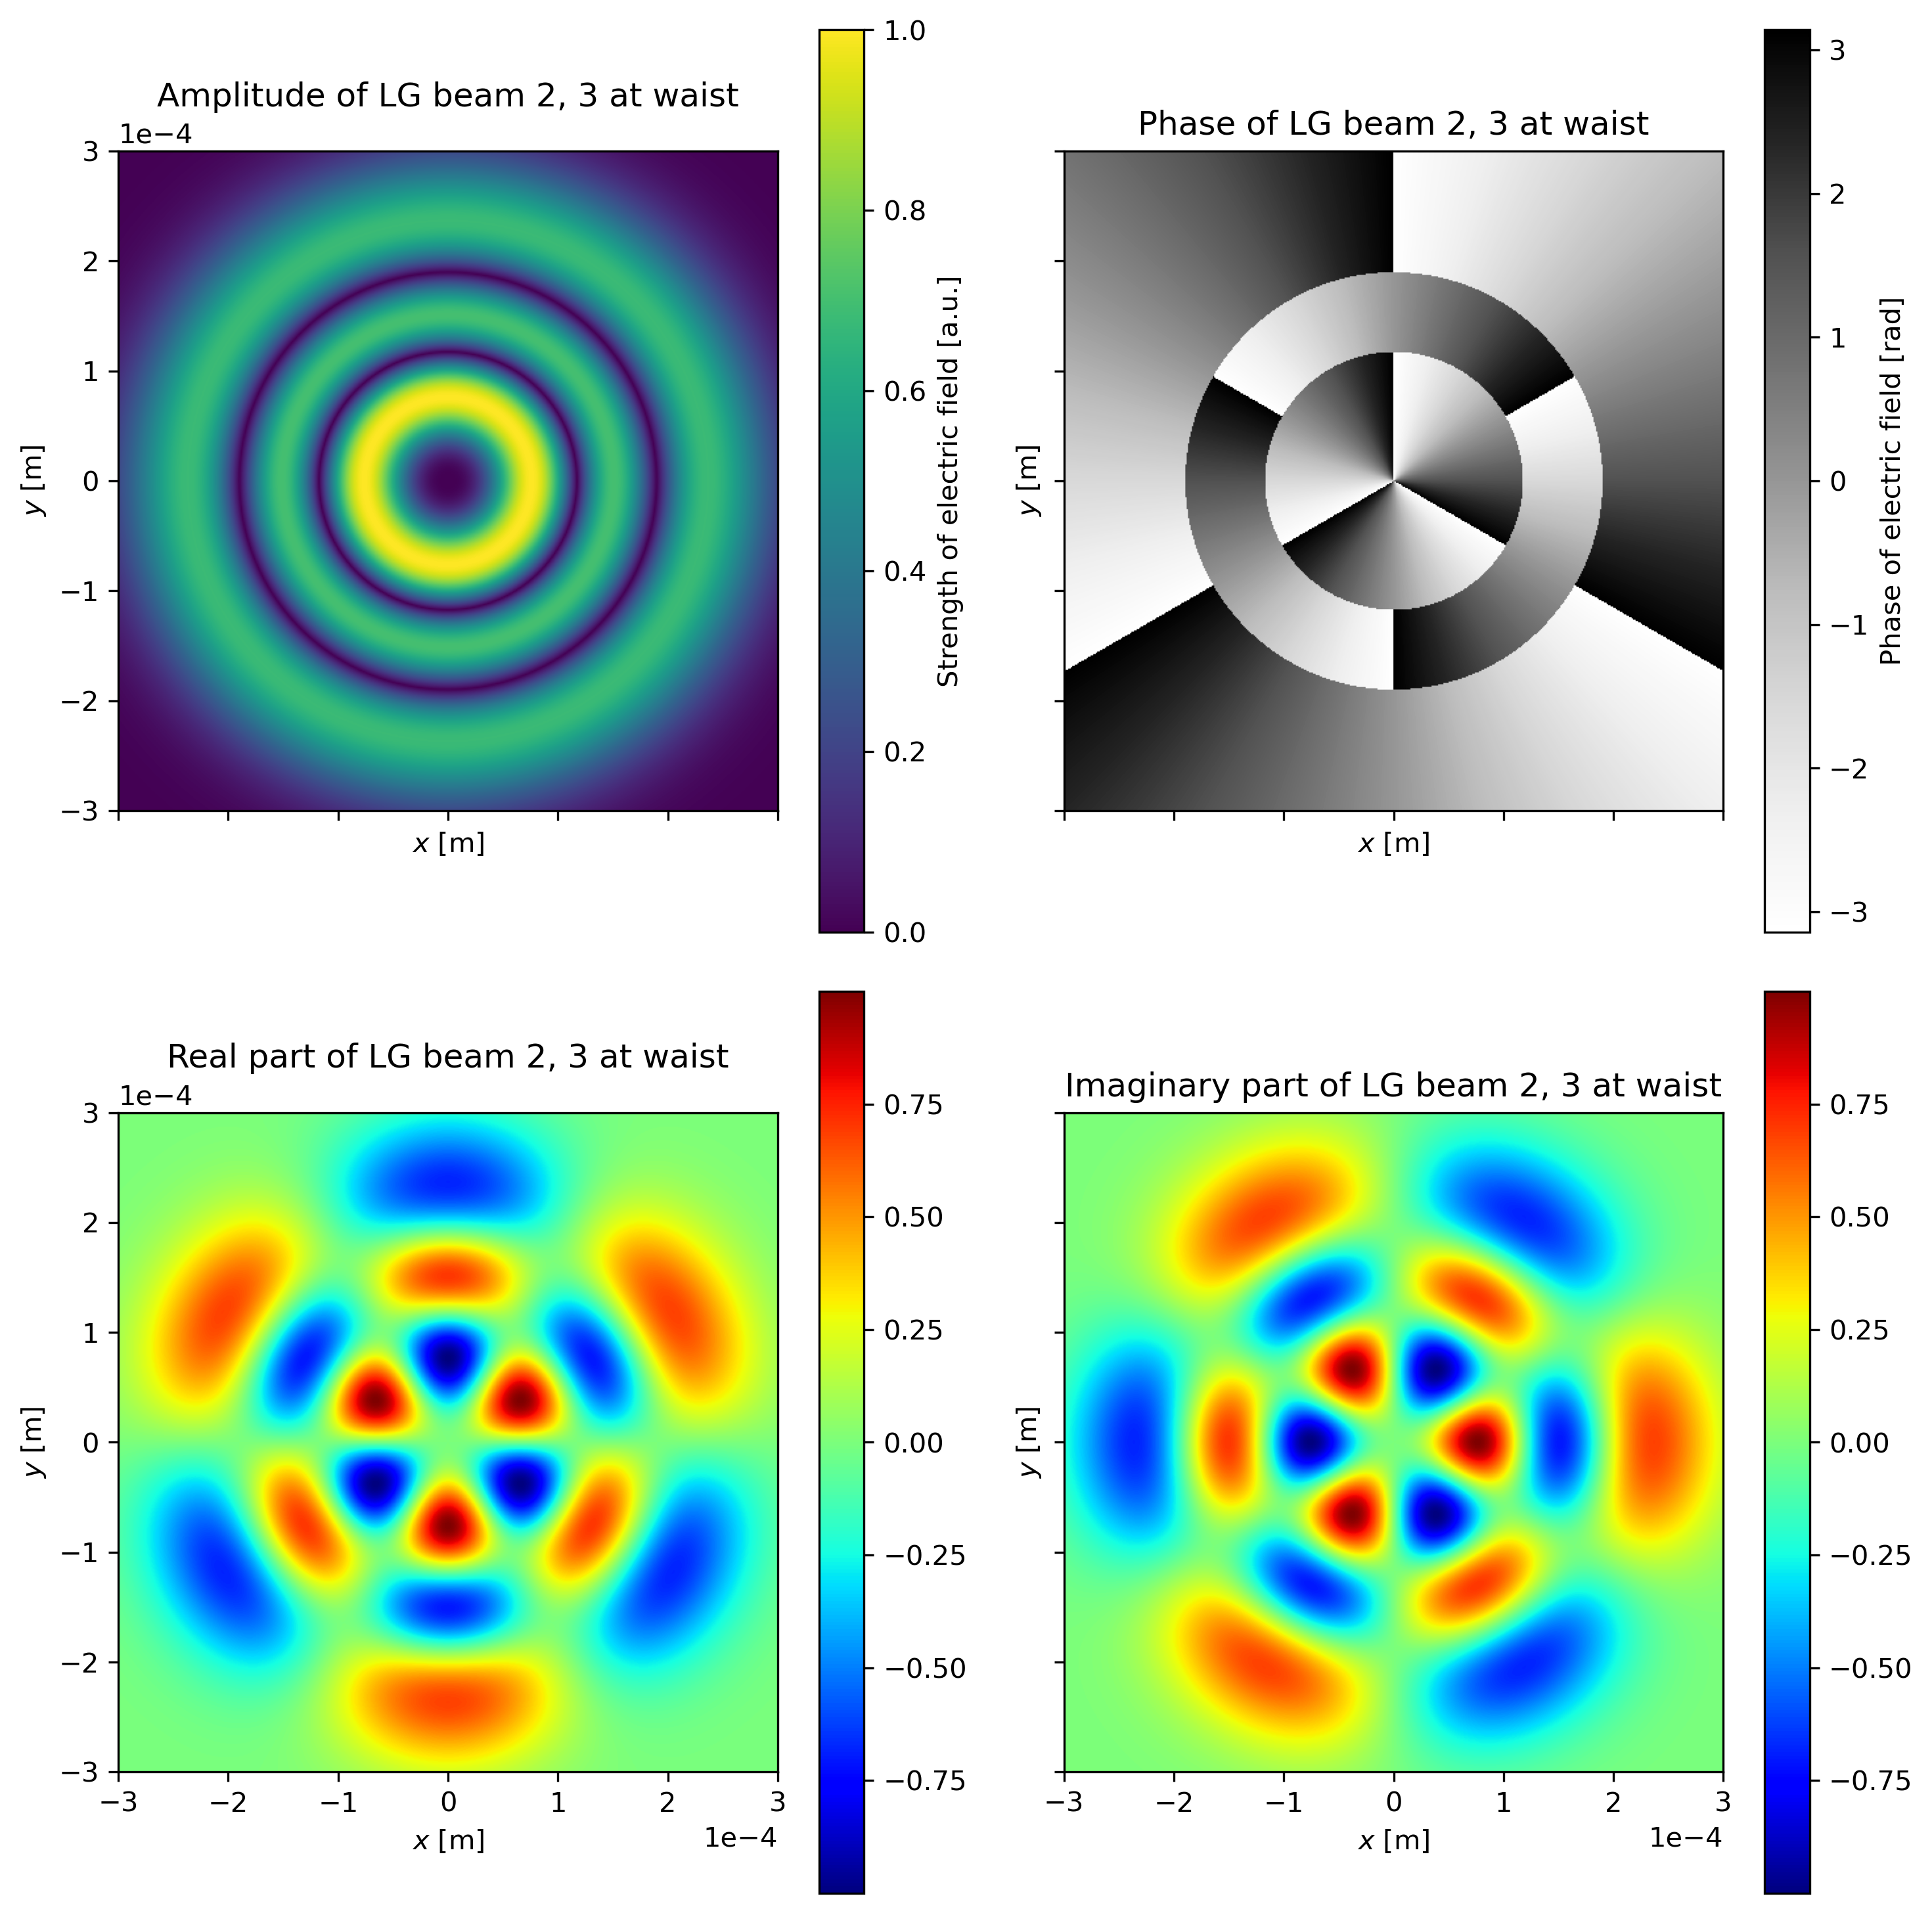 Amplitude of LG beam 2, 3 at waist
1e−4
3
2
1
0
−1
−2
−3
y [m]
x [m]
1.0
0.8
0.6
0.4
0.2
0.0
Strength of electric field [a.u.]
Phase of LG beam 2, 3 at waist
y [m]
x [m]
3
2
1
0
−1
−2
−3
Phase of electric field [rad]
Real part of LG beam 2, 3 at waist
1e−4
3
2
1
0
−1
−2
−3
y [m]
−3 −2 −1 0 1 2 3
x [m]
1e−4
0.75
0.50
0.25
0.00
−0.25
−0.50
−0.75
Imaginary part of LG beam 2, 3 at waist
y [m]
−3 −2 −1 0 1 2 3
x [m]
1e−4
0.75
0.50
0.25
0.00
−0.25
−0.50
−0.75